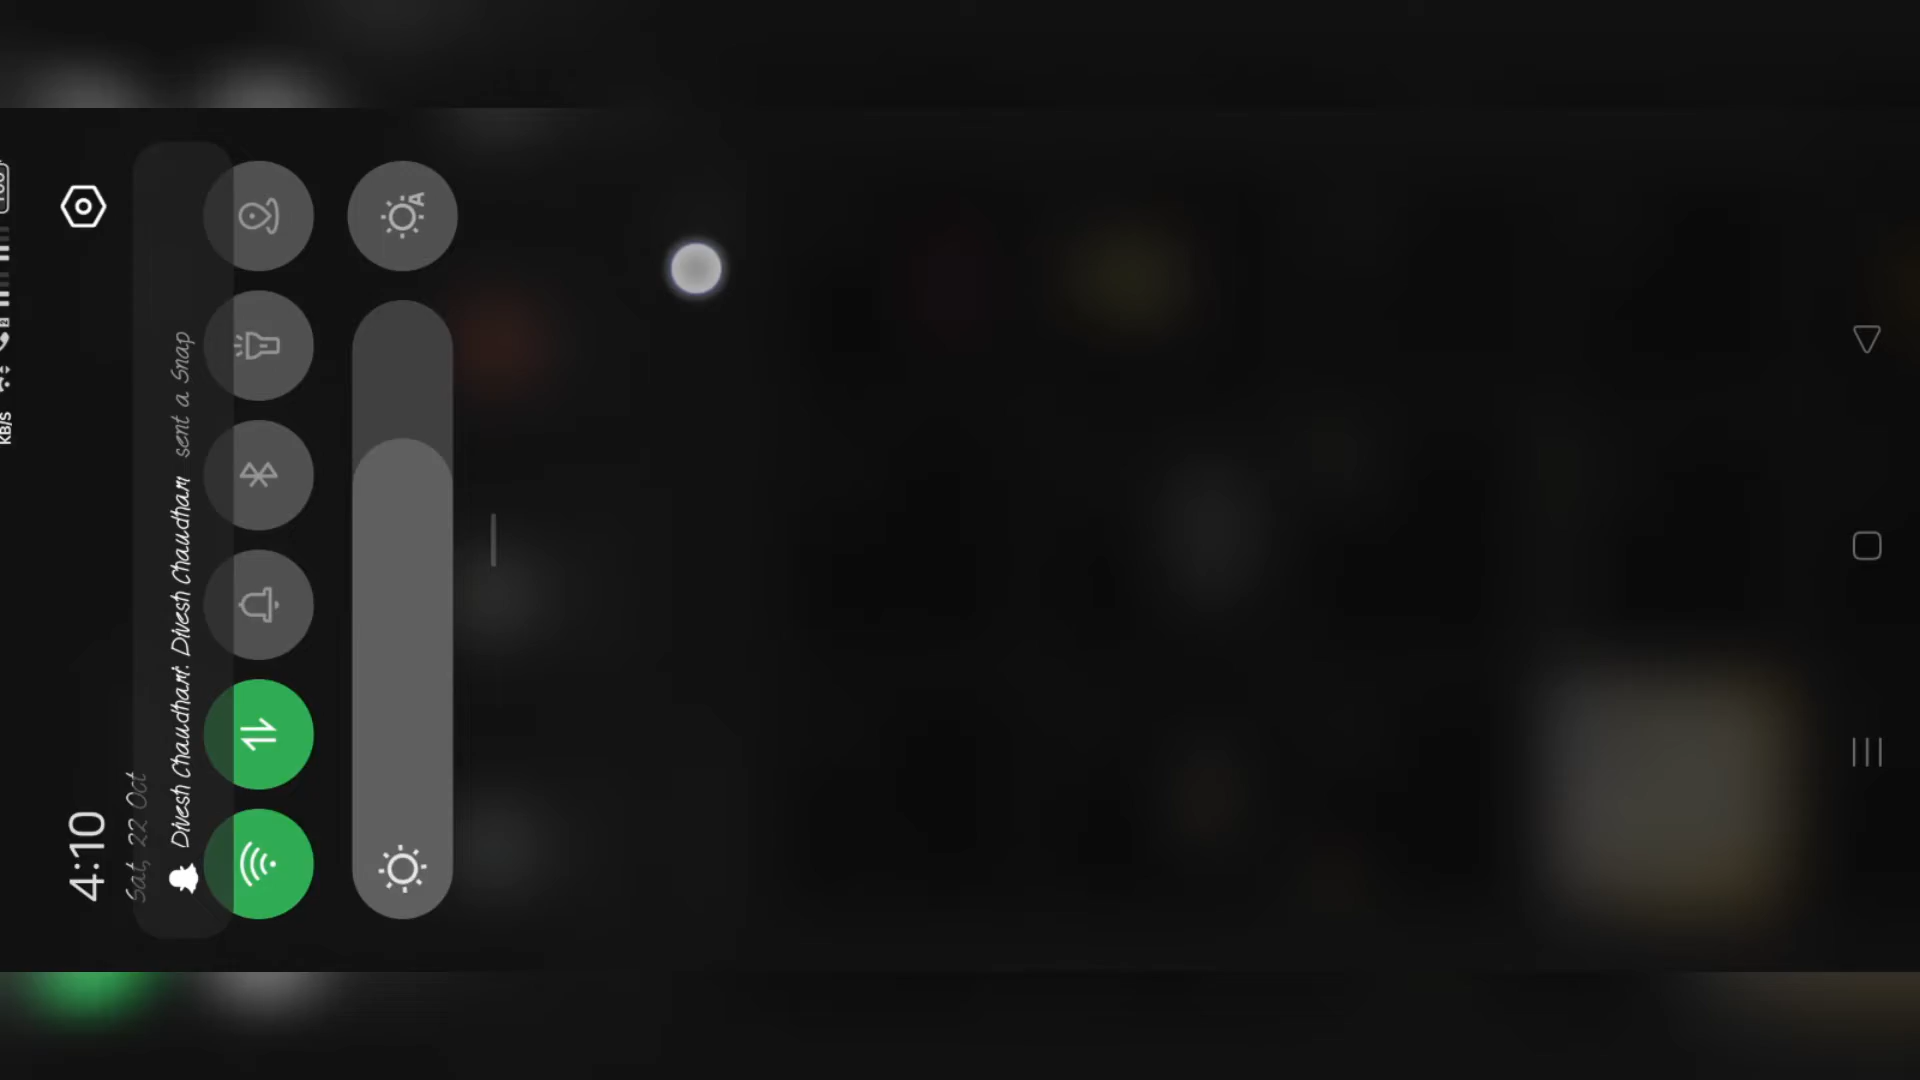 KB/S
4:10
Sat, 22 Oct
Divesh Chaudhari: Divesh Chaudhari sent a Snap
A